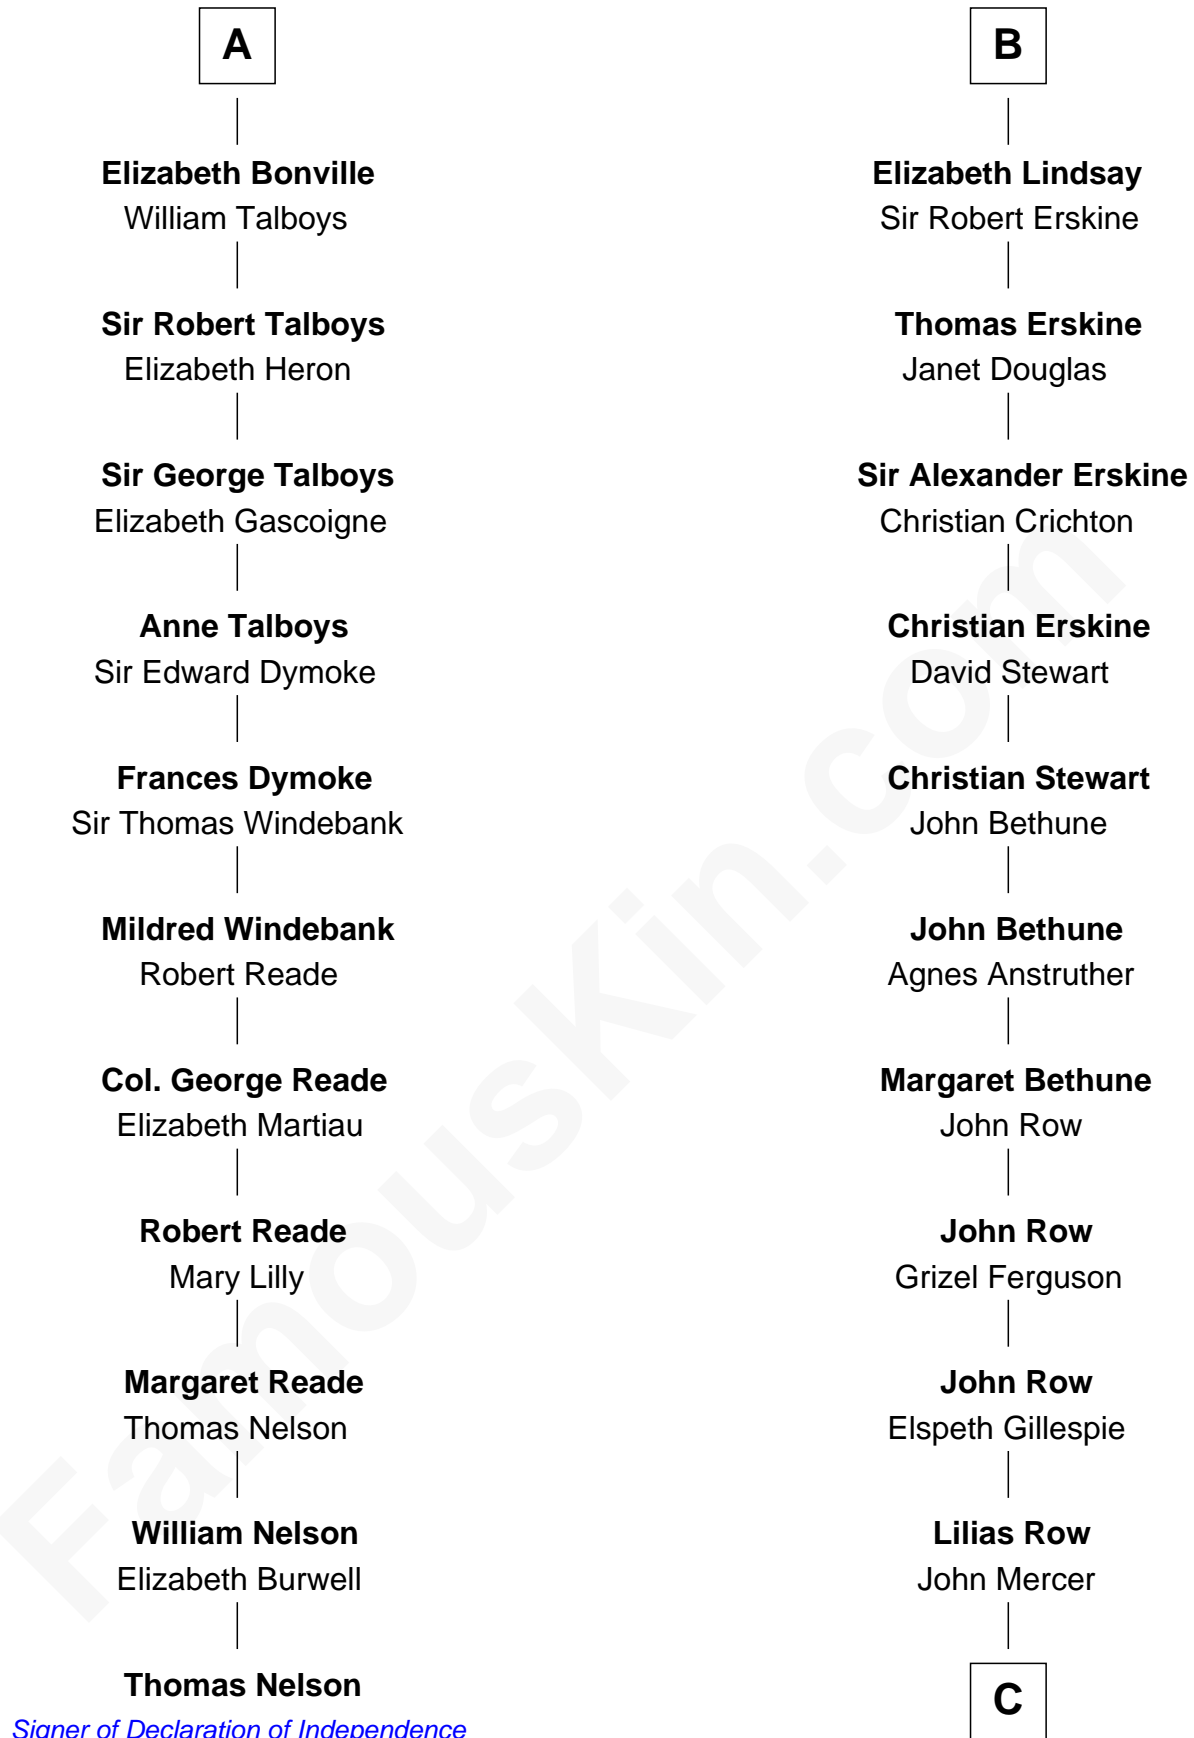 A
Elizabeth Bonville
William Talboys
Sir Robert Talboys
Elizabeth Heron
Sir George Talboys
Elizabeth Gascoigne
Anne Talboys
Sir Edward Dymoke
Frances Dymoke
Sir Thomas Windebank
Mildred Windebank
Robert Reade
Col. George Reade
Elizabeth Martiau
Robert Reade
Mary Lilly
Margaret Reade
Thomas Nelson
William Nelson
Elizabeth Burwell
Thomas Nelson
Signer of Declaration of Independence
B
Elizabeth Lindsay
Sir Robert Erskine
Thomas Erskine
Janet Douglas
Sir Alexander Erskine
Christian Crichton
Christian Erskine
David Stewart
Christian Stewart
John Bethune
John Bethune
Agnes Anstruther
Margaret Bethune
John Row
John Row
Grizel Ferguson
John Row
Elspeth Gillespie
Lilias Row
John Mercer
C
FamousKin.com